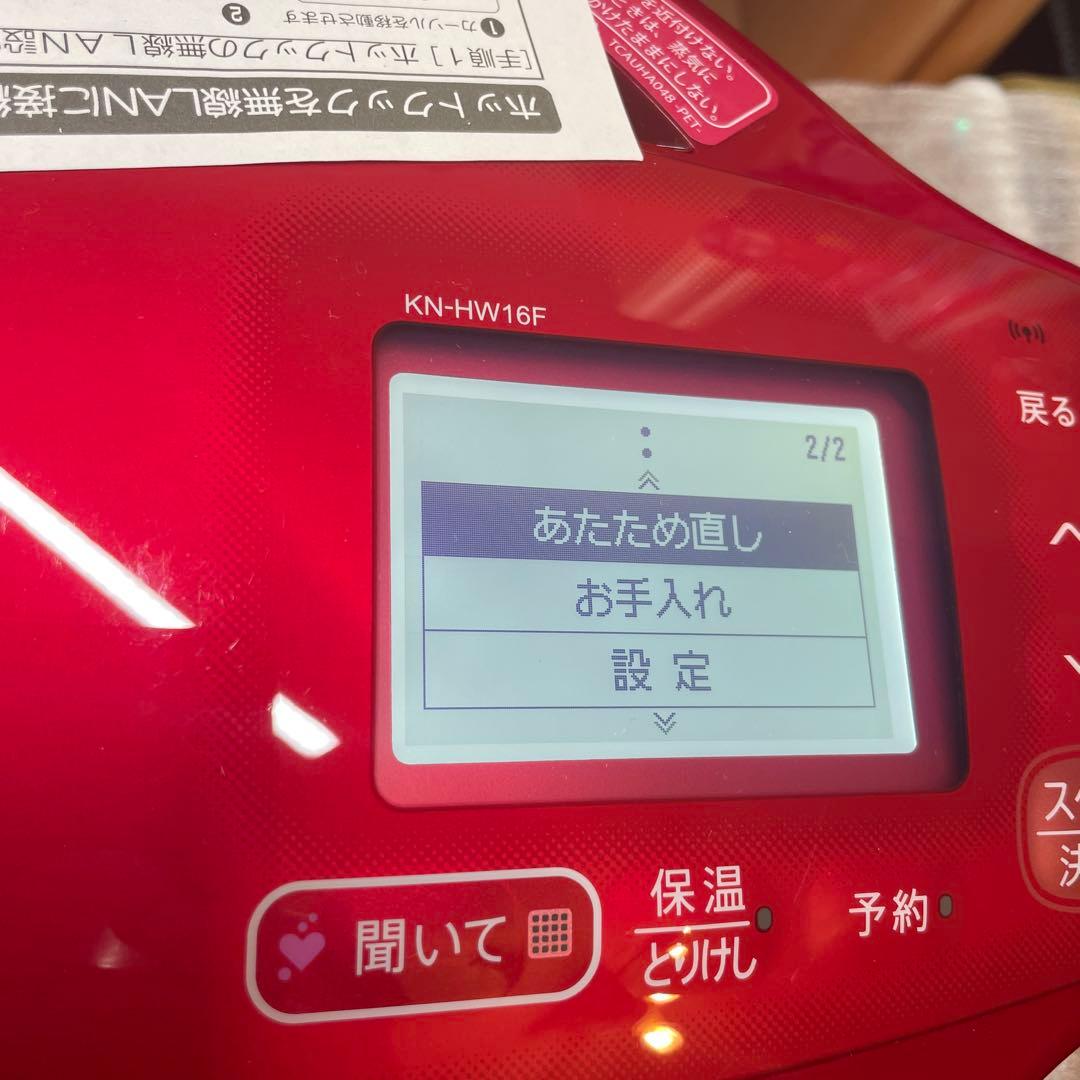 ホットクックを無線LANに接続
[手順1] ホットクックの無線LAN設
❶ カーソルを移動させます
❷
を近付けない。
ときは、蒸気に
かけたままにしない。
TCAUHA048 -PET-
KN-HW16F
2/2
あたため直し
お手入れ
設定
戻る
聞いて
保温
とりけし
予約